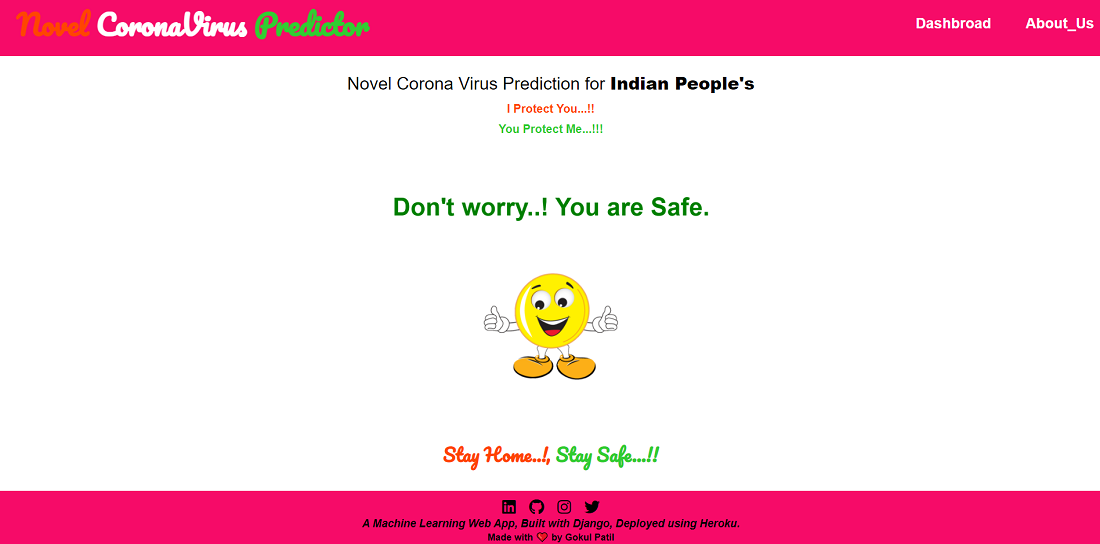 Novel CoronaVirus Predictor
Dashbroad About_Us
Novel Corona Virus Prediction for Indian People's
I Protect You...!!
You Protect Me...!!!
Don't worry..! You are Safe.
Stay Home..!, Stay Safe...!!
A Machine Learning Web App, Built with Django, Deployed using Heroku.
Made with by Gokul Patil